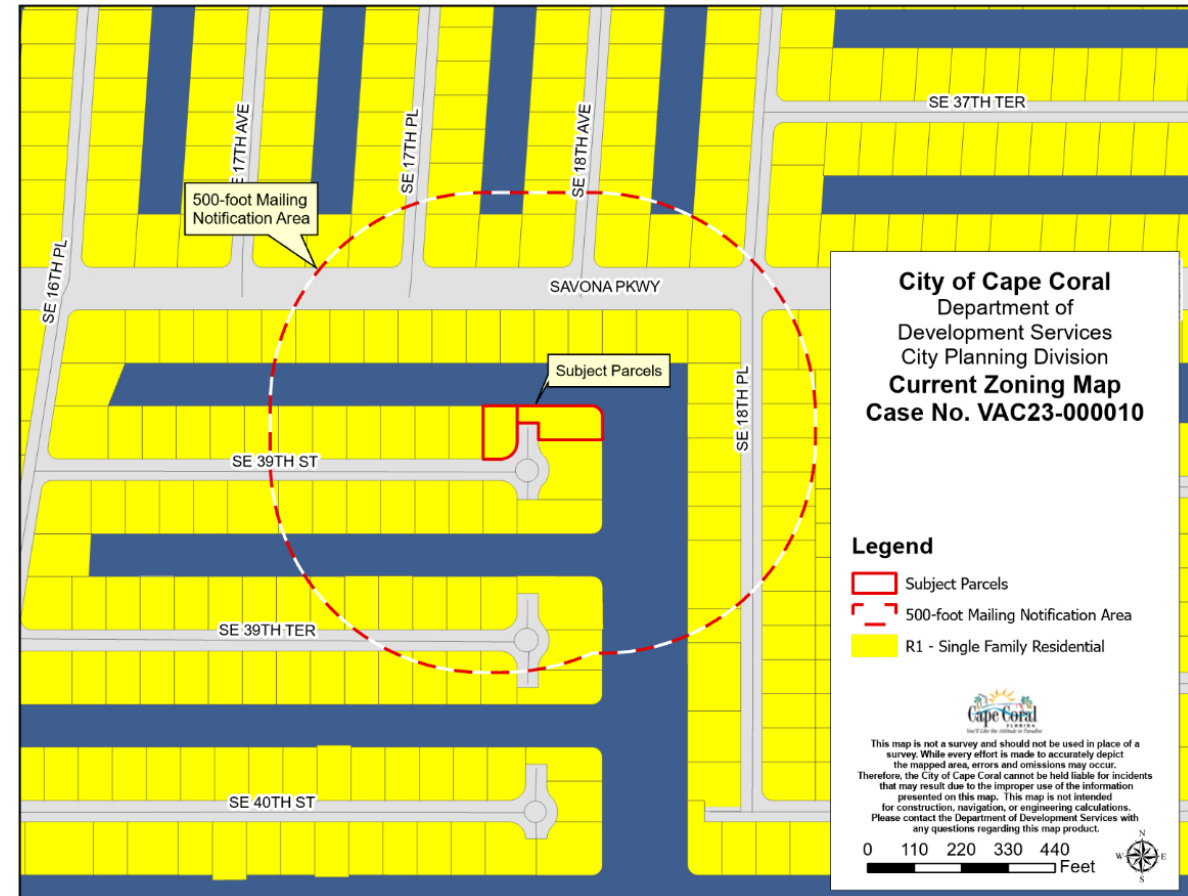 SE 37TH TER
SE 17TH AVE
SE 17TH PL
SE 18TH AVE
500-foot Mailing
Notification Area
SE 16TH PL
SAVONA PKWY
Subject Parcels
SE 18TH PL
SE 39TH ST
SE 39TH TER
SE 40TH ST
City of Cape Coral
Department of
Development Services
City Planning Division
Current Zoning Map
Case No. VAC23-000010
Legend
Subject Parcels
500-foot Mailing Notification Area
R1 - Single Family Residential
Cape Coral
FLORIDA
This map is not a survey and should not be used in place of a
survey. While every effort is made to accurately depict
the mapped area, errors and omissions may occur.
Therefore, the City of Cape Coral cannot be held liable for incidents
that may result due to the improper use of the information
presented on this map. This map is not intended
for construction, navigation, or engineering calculations.
Please contact the Department of Development Services with
any questions regarding this map product.
0 110 220 330 440
Feet
N
W E
S